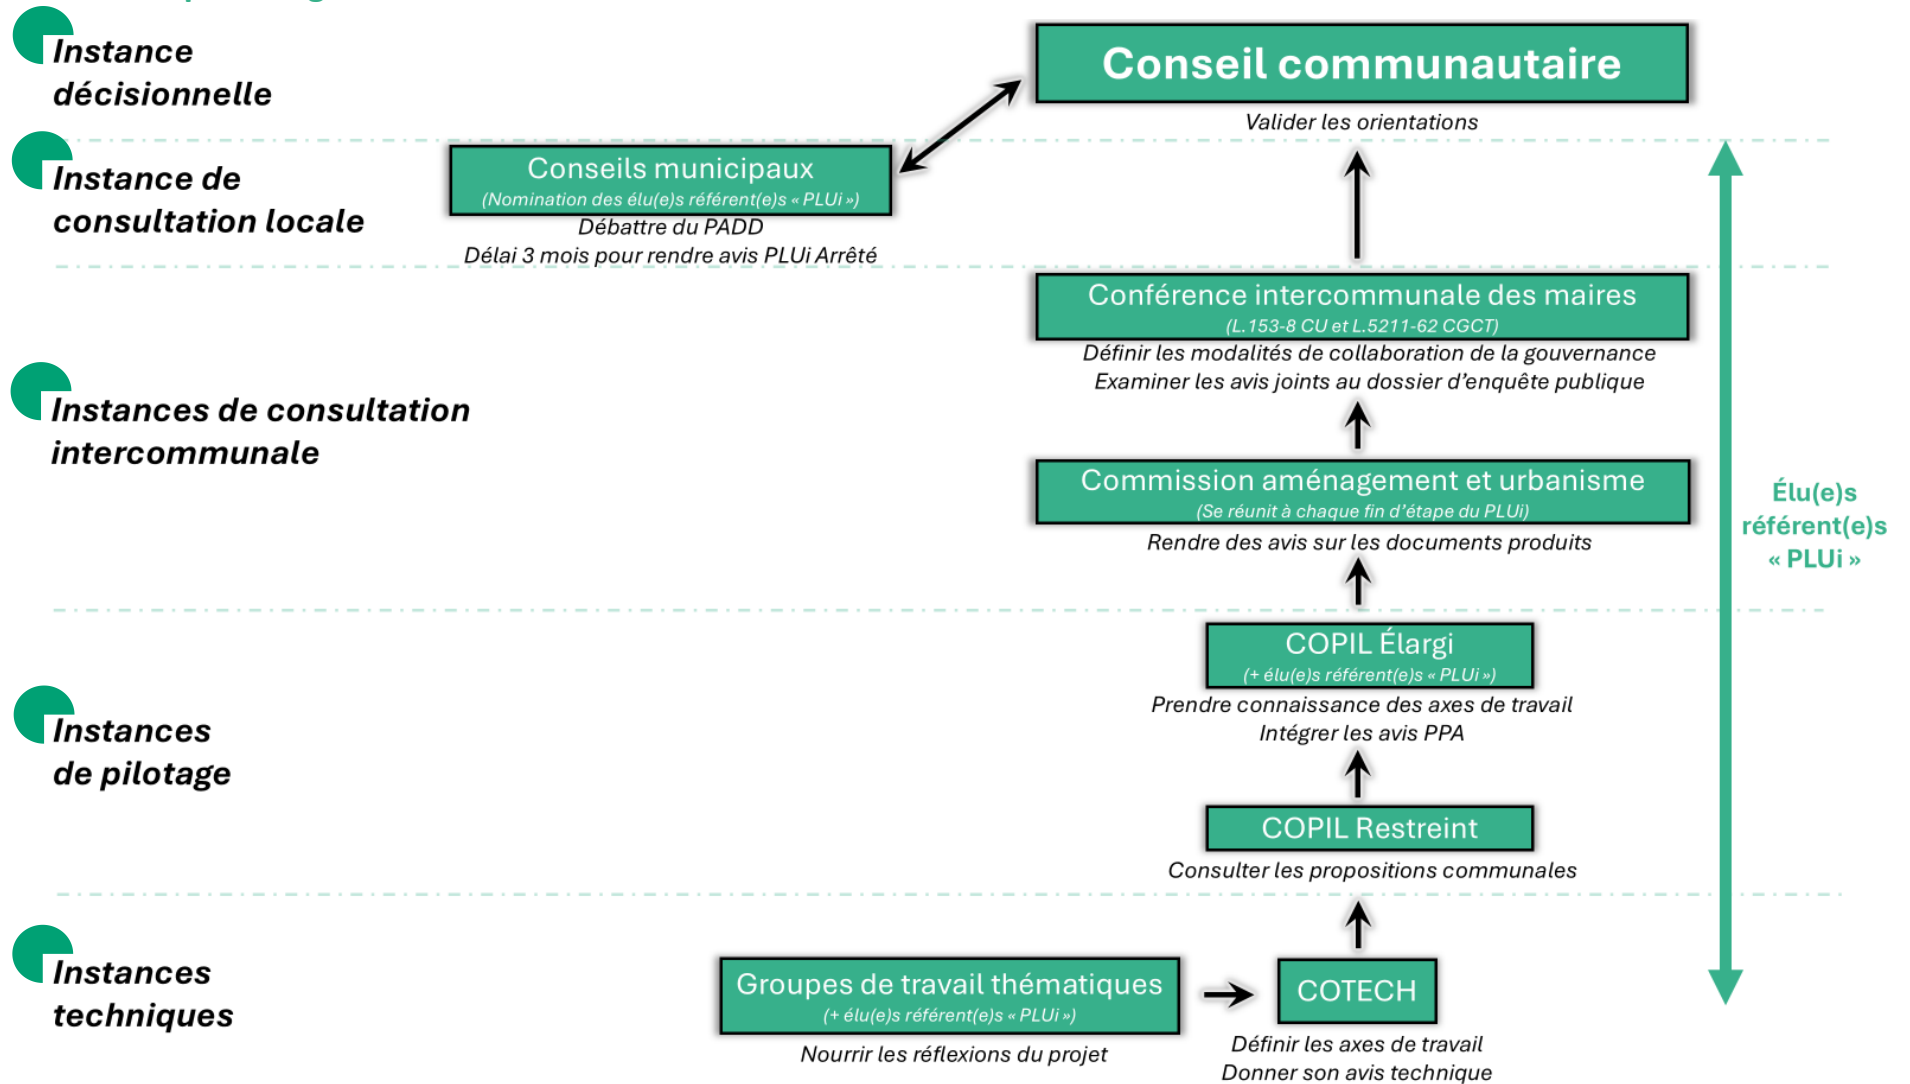 Instance
décisionnelle
Conseil communautaire
Valider les orientations
Instance de
consultation locale
Conseils municipaux
(Nomination des élu(e)s référent(e)s « PLUi »)
Débattre du PADD
Délai 3 mois pour rendre avis PLUi Arrêté
Instances de consultation
intercommunale
Conférence intercommunale des maires
(L.153-8 CU et L.5211-62 CGCT)
Définir les modalités de collaboration de la gouvernance
Examiner les avis joints au dossier d'enquête publique
Commission aménagement et urbanisme
(Se réunit à chaque fin d'étape du PLUi)
Rendre des avis sur les documents produits
Élu(e)s
référent(e)s
« PLUi »
Instances
de pilotage
COPIL Élargi
(+ élu(e)s référent(e)s « PLUi »)
Prendre connaissance des axes de travail
Intégrer les avis PPA
COPIL Restreint
Consulter les propositions communales
Instances
techniques
Groupes de travail thématiques
(+ élu(e)s référent(e)s « PLUi »)
Nourrir les réflexions du projet
COTECH
Définir les axes de travail
Donner son avis technique